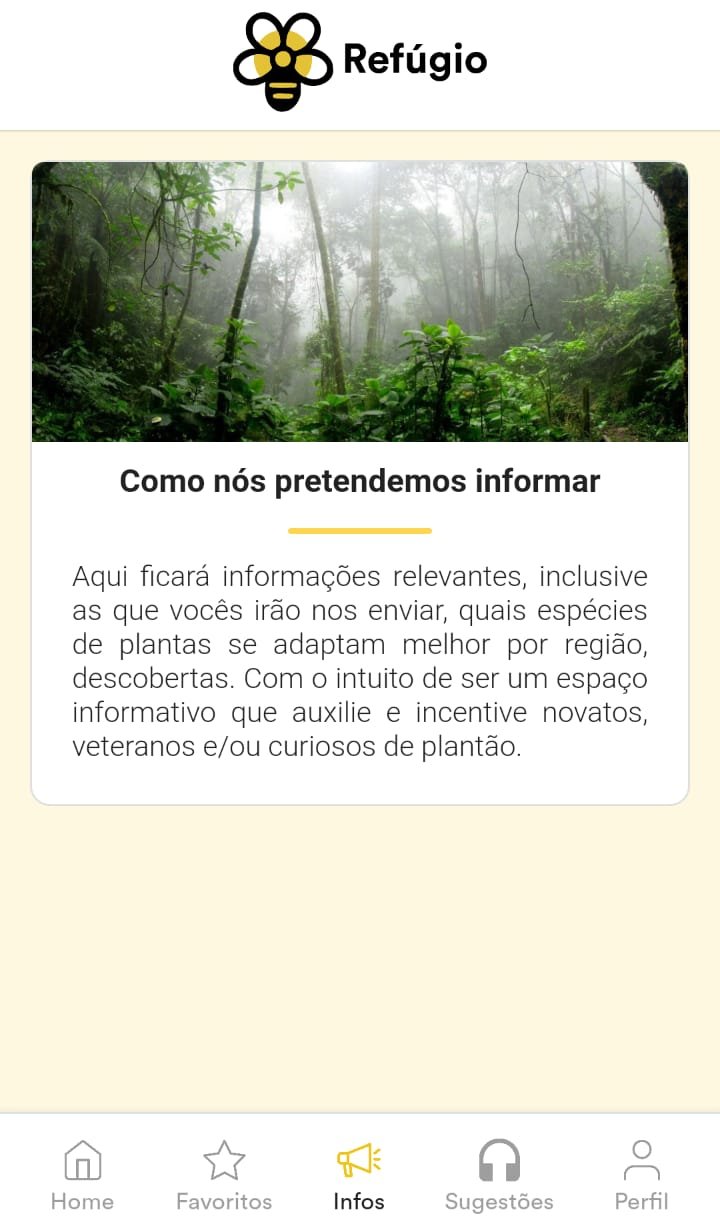 Refúgio
Como nós pretendemos informar
Aqui ficará informações relevantes, inclusive
as que vocês irão nos enviar, quais espécies
de plantas se adaptam melhor por região,
descobertas. Com o intuito de ser um espaço
informativo que auxilie e incentive novatos,
veteranos e/ou curiosos de plantão.
Home Favoritos Infos Sugestões Perfil